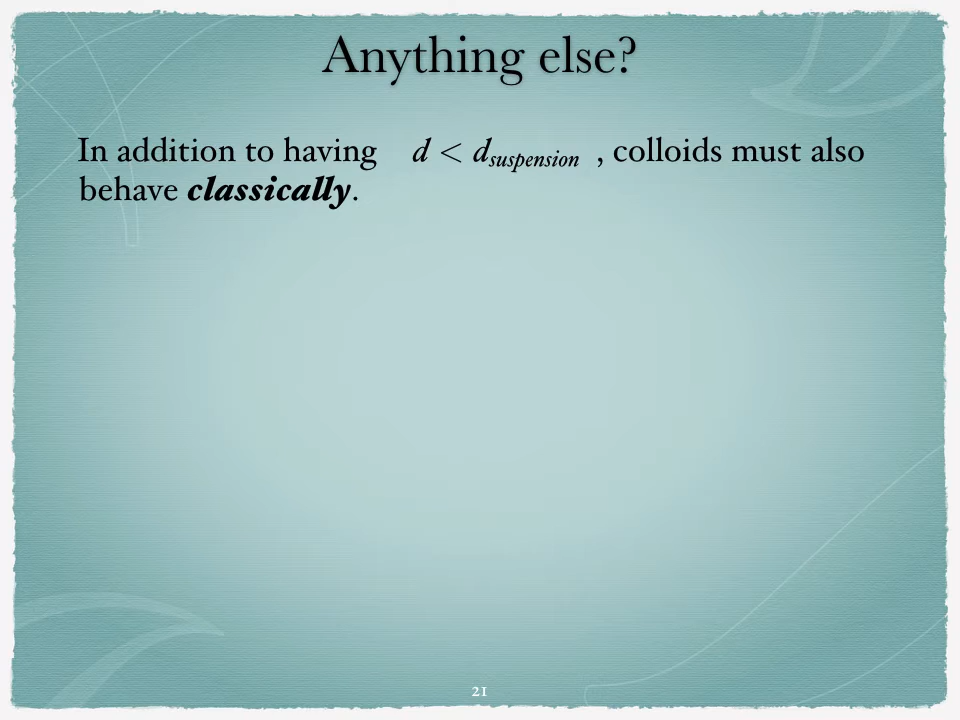 Anything else?
In addition to having d < d_suspension , colloids must also
behave classically.
21